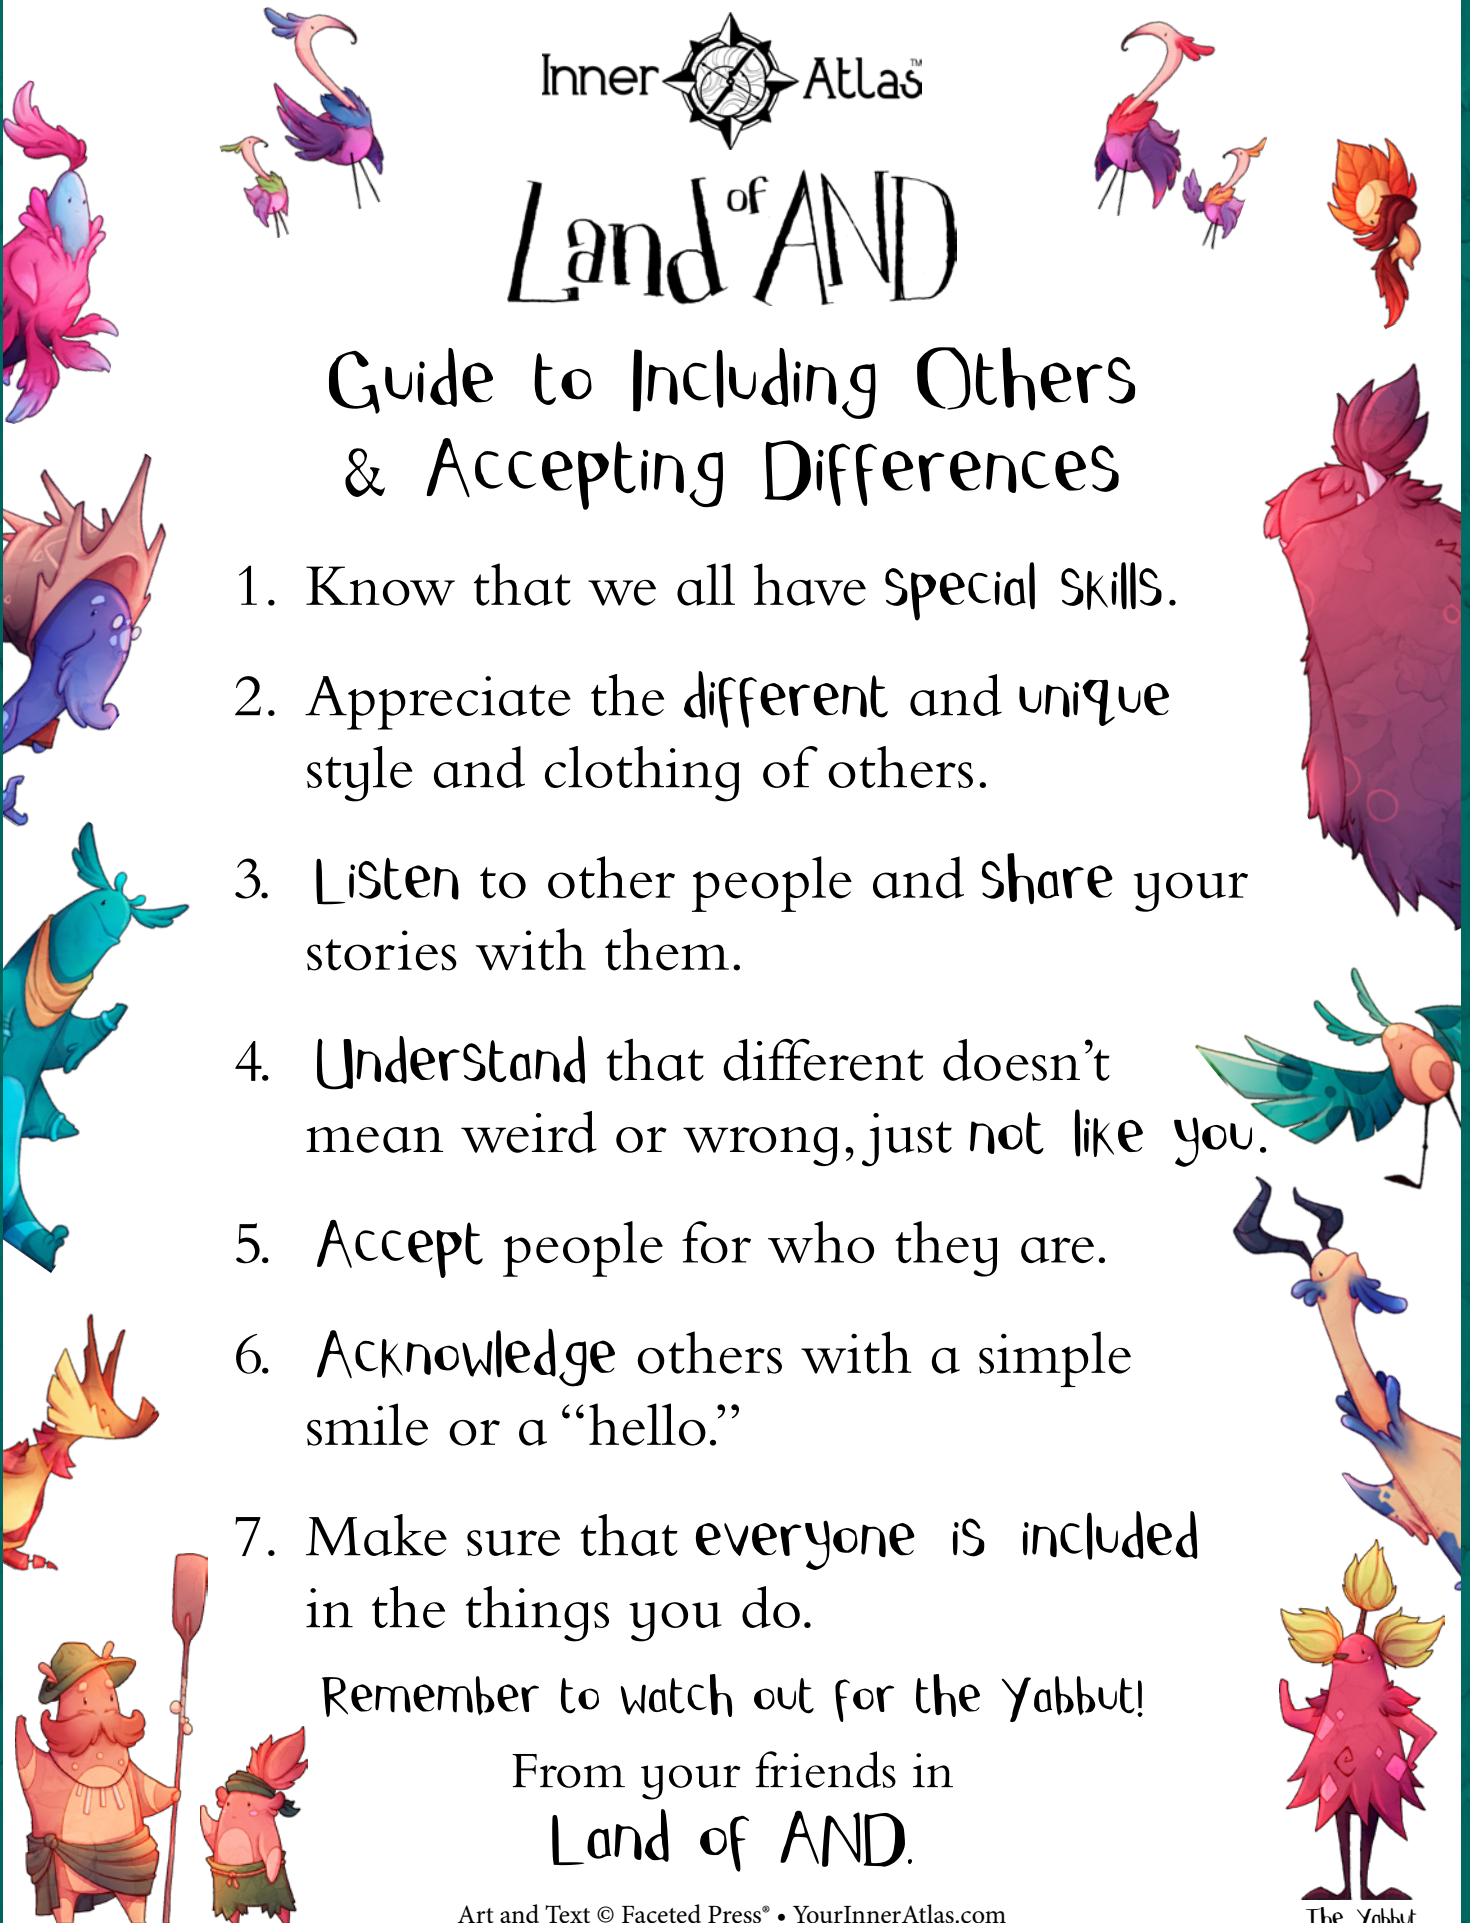 Inner Atlas™
Land of AND
Guide to Including Others
& Accepting Differences
1. Know that we all have special skills.
2. Appreciate the different and unique
style and clothing of others.
3. Listen to other people and share your
stories with them.
4. Understand that different doesn’t
mean weird or wrong, just not like you.
5. Accept people for who they are.
6. Acknowledge others with a simple
smile or a “hello.”
7. Make sure that everyone is included
in the things you do.
Remember to watch out for the Yabbut!
From your friends in
Land of AND.
Art and Text © Faceted Press® • YourInnerAtlas.com
The Yabbut